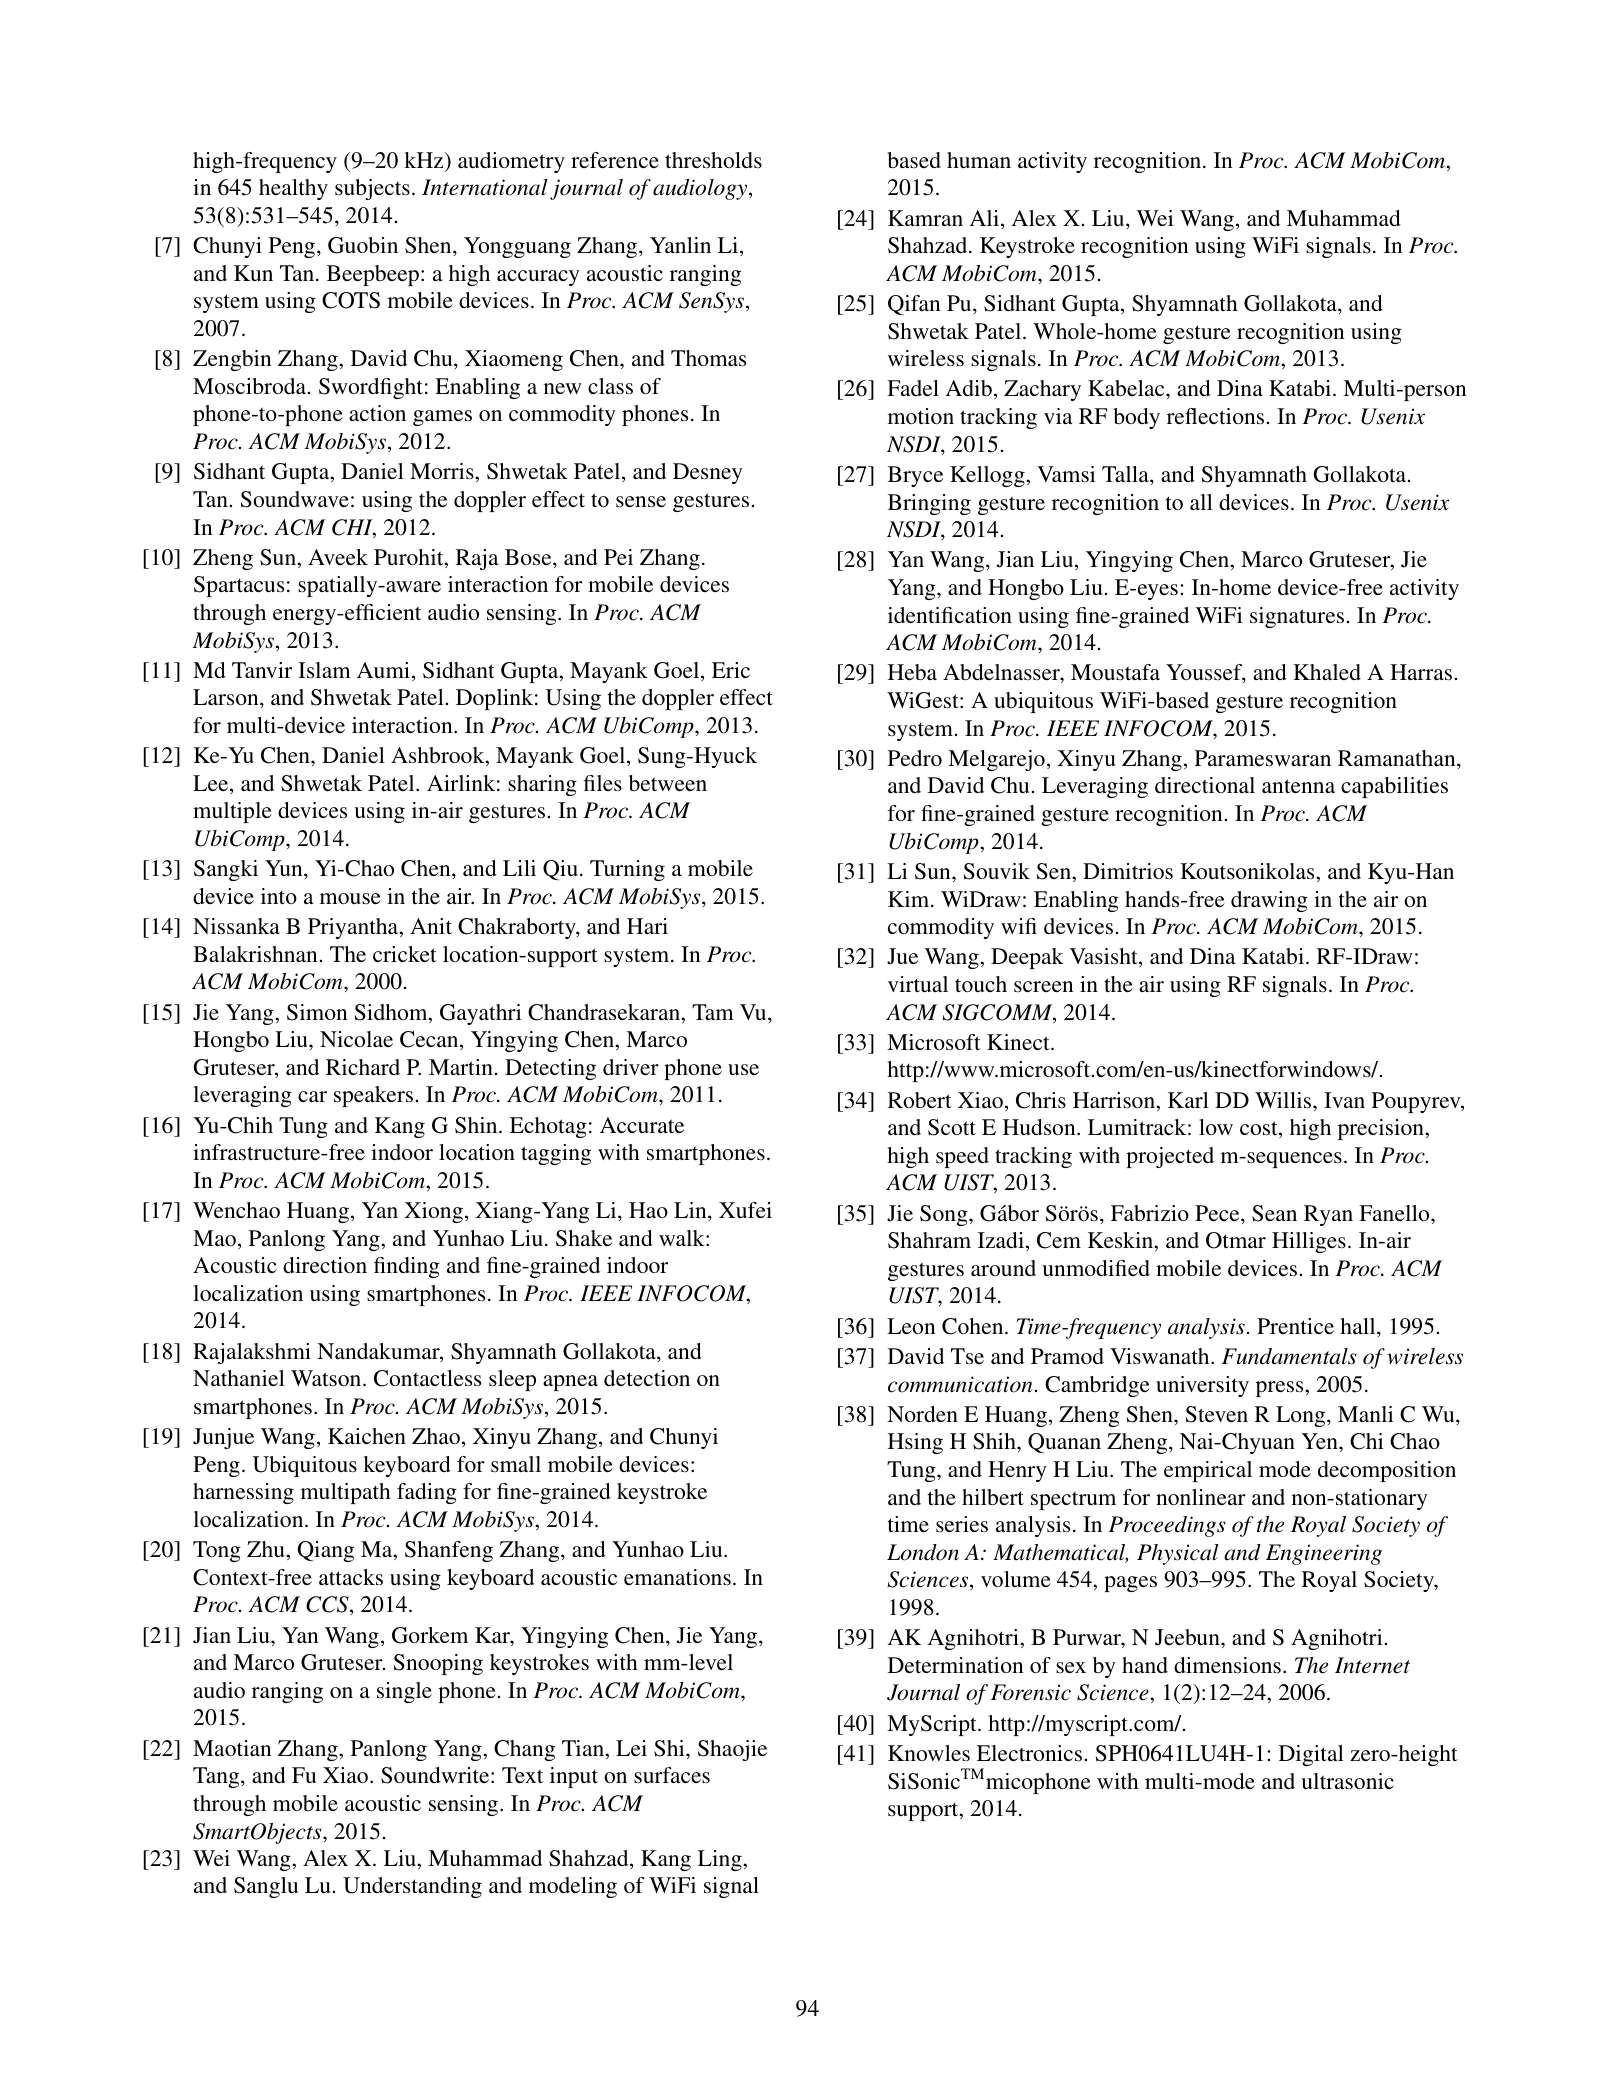 high-frequency (9–20 kHz) audiometry reference thresholds
in 645 healthy subjects. International journal of audiology,
53(8):531–545, 2014.
[7] Chunyi Peng, Guobin Shen, Yongguang Zhang, Yanlin Li,
and Kun Tan. Beepbeep: a high accuracy acoustic ranging
system using COTS mobile devices. In Proc. ACM SenSys,
2007.
[8] Zengbin Zhang, David Chu, Xiaomeng Chen, and Thomas
Moscibroda. Swordfight: Enabling a new class of
phone-to-phone action games on commodity phones. In
Proc. ACM MobiSys, 2012.
[9] Sidhant Gupta, Daniel Morris, Shwetak Patel, and Desney
Tan. Soundwave: using the doppler effect to sense gestures.
In Proc. ACM CHI, 2012.
[10] Zheng Sun, Aveek Purohit, Raja Bose, and Pei Zhang.
Spartacus: spatially-aware interaction for mobile devices
through energy-efficient audio sensing. In Proc. ACM
MobiSys, 2013.
[11] Md Tanvir Islam Aumi, Sidhant Gupta, Mayank Goel, Eric
Larson, and Shwetak Patel. Doplink: Using the doppler effect
for multi-device interaction. In Proc. ACM UbiComp, 2013.
[12] Ke-Yu Chen, Daniel Ashbrook, Mayank Goel, Sung-Hyuck
Lee, and Shwetak Patel. Airlink: sharing files between
multiple devices using in-air gestures. In Proc. ACM
UbiComp, 2014.
[13] Sangki Yun, Yi-Chao Chen, and Lili Qiu. Turning a mobile
device into a mouse in the air. In Proc. ACM MobiSys, 2015.
[14] Nissanka B Priyantha, Anit Chakraborty, and Hari
Balakrishnan. The cricket location-support system. In Proc.
ACM MobiCom, 2000.
[15] Jie Yang, Simon Sidhom, Gayathri Chandrasekaran, Tam Vu,
Hongbo Liu, Nicolae Cecan, Yingying Chen, Marco
Gruteser, and Richard P. Martin. Detecting driver phone use
leveraging car speakers. In Proc. ACM MobiCom, 2011.
[16] Yu-Chih Tung and Kang G Shin. Echotag: Accurate
infrastructure-free indoor location tagging with smartphones.
In Proc. ACM MobiCom, 2015.
[17] Wenchao Huang, Yan Xiong, Xiang-Yang Li, Hao Lin, Xufei
Mao, Panlong Yang, and Yunhao Liu. Shake and walk:
Acoustic direction finding and fine-grained indoor
localization using smartphones. In Proc. IEEE INFOCOM,
2014.
[18] Rajalakshmi Nandakumar, Shyamnath Gollakota, and
Nathaniel Watson. Contactless sleep apnea detection on
smartphones. In Proc. ACM MobiSys, 2015.
[19] Junjue Wang, Kaichen Zhao, Xinyu Zhang, and Chunyi
Peng. Ubiquitous keyboard for small mobile devices:
harnessing multipath fading for fine-grained keystroke
localization. In Proc. ACM MobiSys, 2014.
[20] Tong Zhu, Qiang Ma, Shanfeng Zhang, and Yunhao Liu.
Context-free attacks using keyboard acoustic emanations. In
Proc. ACM CCS, 2014.
[21] Jian Liu, Yan Wang, Gorkem Kar, Yingying Chen, Jie Yang,
and Marco Gruteser. Snooping keystrokes with mm-level
audio ranging on a single phone. In Proc. ACM MobiCom,
2015.
[22] Maotian Zhang, Panlong Yang, Chang Tian, Lei Shi, Shaojie
Tang, and Fu Xiao. Soundwrite: Text input on surfaces
through mobile acoustic sensing. In Proc. ACM
SmartObjects, 2015.
[23] Wei Wang, Alex X. Liu, Muhammad Shahzad, Kang Ling,
and Sanglu Lu. Understanding and modeling of WiFi signal
based human activity recognition. In Proc. ACM MobiCom,
2015.
[24] Kamran Ali, Alex X. Liu, Wei Wang, and Muhammad
Shahzad. Keystroke recognition using WiFi signals. In Proc.
ACM MobiCom, 2015.
[25] Qifan Pu, Sidhant Gupta, Shyamnath Gollakota, and
Shwetak Patel. Whole-home gesture recognition using
wireless signals. In Proc. ACM MobiCom, 2013.
[26] Fadel Adib, Zachary Kabelac, and Dina Katabi. Multi-person
motion tracking via RF body reflections. In Proc. Usenix
NSDI, 2015.
[27] Bryce Kellogg, Vamsi Talla, and Shyamnath Gollakota.
Bringing gesture recognition to all devices. In Proc. Usenix
NSDI, 2014.
[28] Yan Wang, Jian Liu, Yingying Chen, Marco Gruteser, Jie
Yang, and Hongbo Liu. E-eyes: In-home device-free activity
identification using fine-grained WiFi signatures. In Proc.
ACM MobiCom, 2014.
[29] Heba Abdelnasser, Moustafa Youssef, and Khaled A Harras.
WiGest: A ubiquitous WiFi-based gesture recognition
system. In Proc. IEEE INFOCOM, 2015.
[30] Pedro Melgarejo, Xinyu Zhang, Parameswaran Ramanathan,
and David Chu. Leveraging directional antenna capabilities
for fine-grained gesture recognition. In Proc. ACM
UbiComp, 2014.
[31] Li Sun, Souvik Sen, Dimitrios Koutsonikolas, and Kyu-Han
Kim. WiDraw: Enabling hands-free drawing in the air on
commodity wifi devices. In Proc. ACM MobiCom, 2015.
[32] Jue Wang, Deepak Vasisht, and Dina Katabi. RF-IDraw:
virtual touch screen in the air using RF signals. In Proc.
ACM SIGCOMM, 2014.
[33] Microsoft Kinect.
http://www.microsoft.com/en-us/kinectforwindows/.
[34] Robert Xiao, Chris Harrison, Karl DD Willis, Ivan Poupyrev,
and Scott E Hudson. Lumitrack: low cost, high precision,
high speed tracking with projected m-sequences. In Proc.
ACM UIST, 2013.
[35] Jie Song, Gábor Sörös, Fabrizio Pece, Sean Ryan Fanello,
Shahram Izadi, Cem Keskin, and Otmar Hilliges. In-air
gestures around unmodified mobile devices. In Proc. ACM
UIST, 2014.
[36] Leon Cohen. Time-frequency analysis. Prentice hall, 1995.
[37] David Tse and Pramod Viswanath. Fundamentals of wireless
communication. Cambridge university press, 2005.
[38] Norden E Huang, Zheng Shen, Steven R Long, Manli C Wu,
Hsing H Shih, Quanan Zheng, Nai-Chyuan Yen, Chi Chao
Tung, and Henry H Liu. The empirical mode decomposition
and the hilbert spectrum for nonlinear and non-stationary
time series analysis. In Proceedings of the Royal Society of
London A: Mathematical, Physical and Engineering
Sciences, volume 454, pages 903–995. The Royal Society,
1998.
[39] AK Agnihotri, B Purwar, N Jeebun, and S Agnihotri.
Determination of sex by hand dimensions. The Internet
Journal of Forensic Science, 1(2):12–24, 2006.
[40] MyScript. http://myscript.com/.
[41] Knowles Electronics. SPH0641LU4H-1: Digital zero-height
SiSonic™micophone with multi-mode and ultrasonic
support, 2014.
94